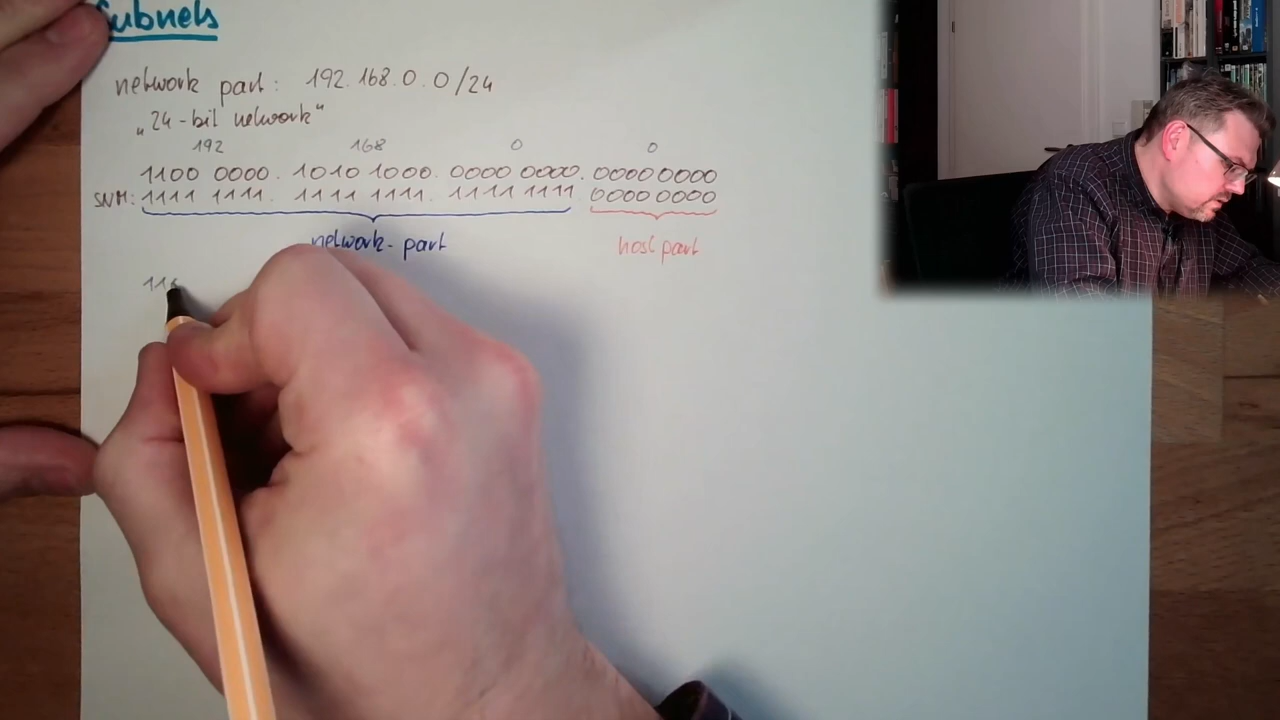 Subnets
network part: 192.168.0.0/24
„24-bit network“
192 168 0 0
1100 0000. 1010 1000. 0000 0000. 0000 0000
SNM: 1111 1111. 1111 1111. 1111 1111 0000 0000
network-part host part
110